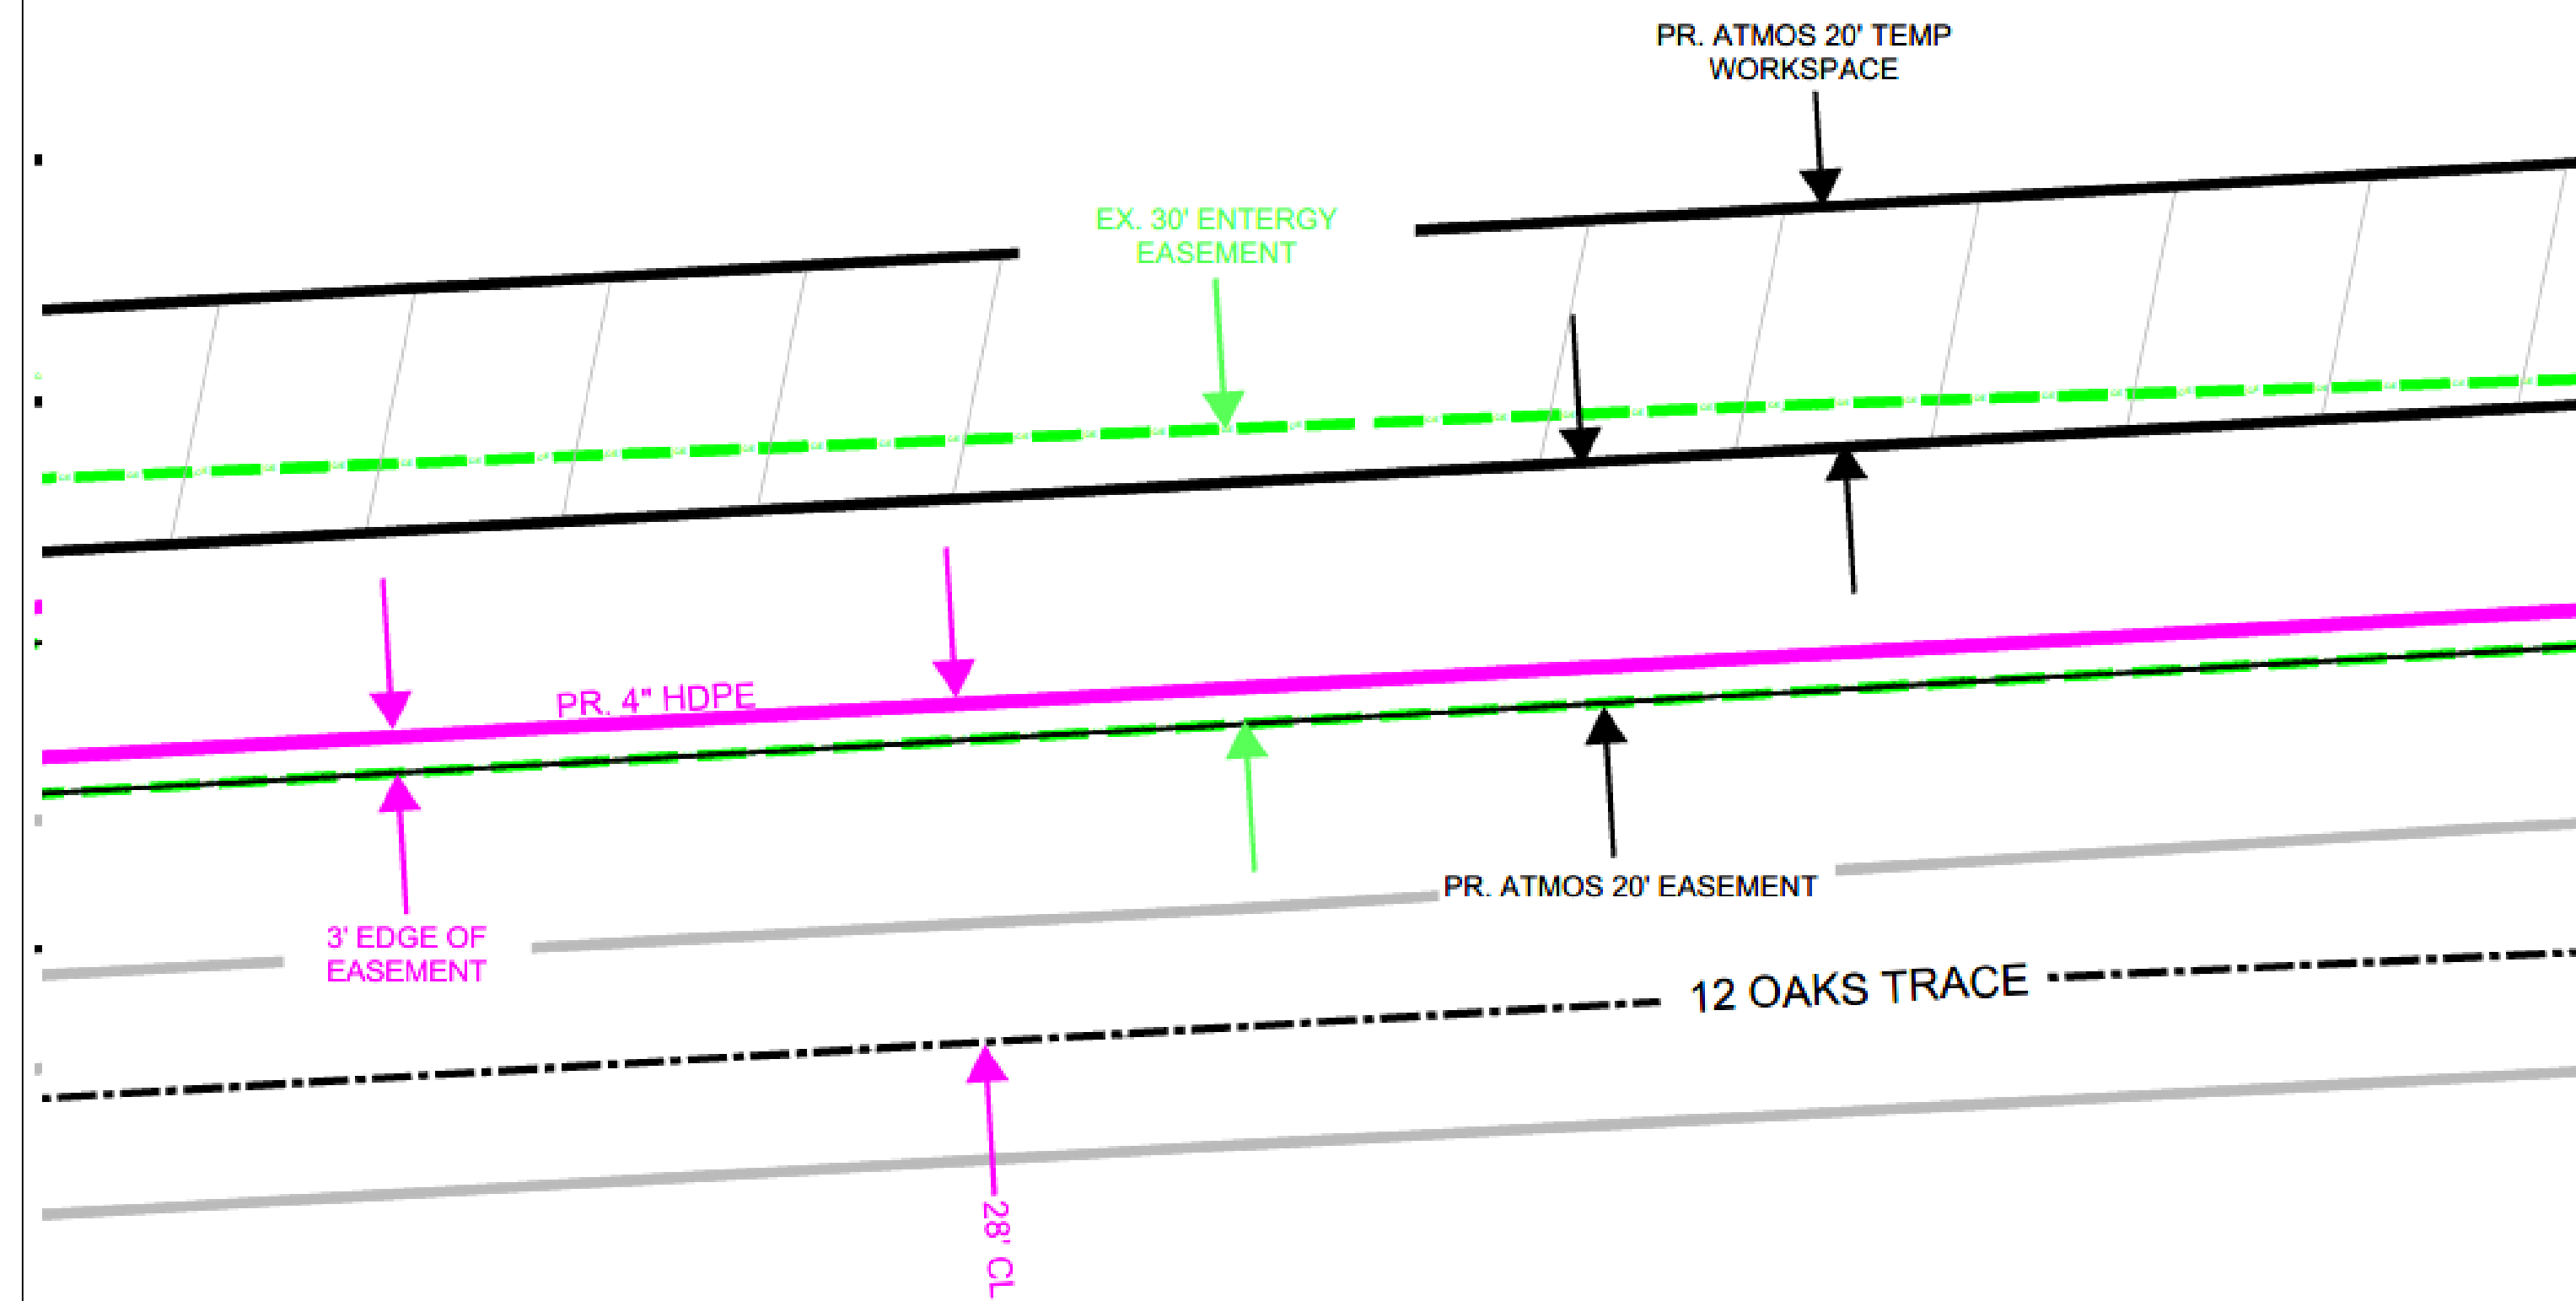 PR. ATMOS 20' TEMP
WORKSPACE
EX. 30' ENTERGY
EASEMENT
PR. 4" HDPE
PR. ATMOS 20' EASEMENT
3' EDGE OF
EASEMENT
12 OAKS TRACE
28' CL